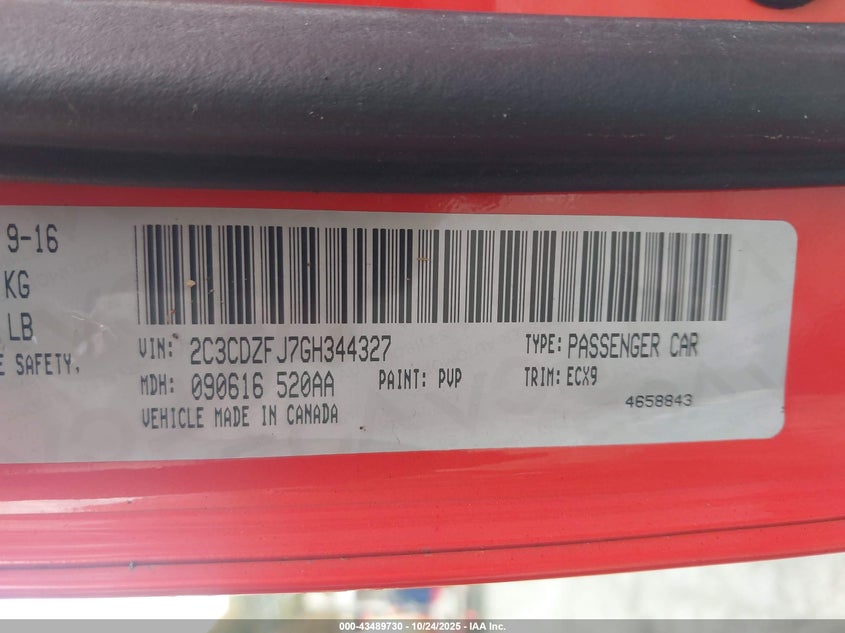 9-16
KG
LB
E SAFETY,
VIN: 2C3CDZFJ7GH344327
TYPE: PASSENGER CAR
MDH: 090616 520AA
PAINT: PVP
TRIM: ECX9
VEHICLE MADE IN CANADA
4658843
000-43489730 - 10/24/2025 - IAA Inc.